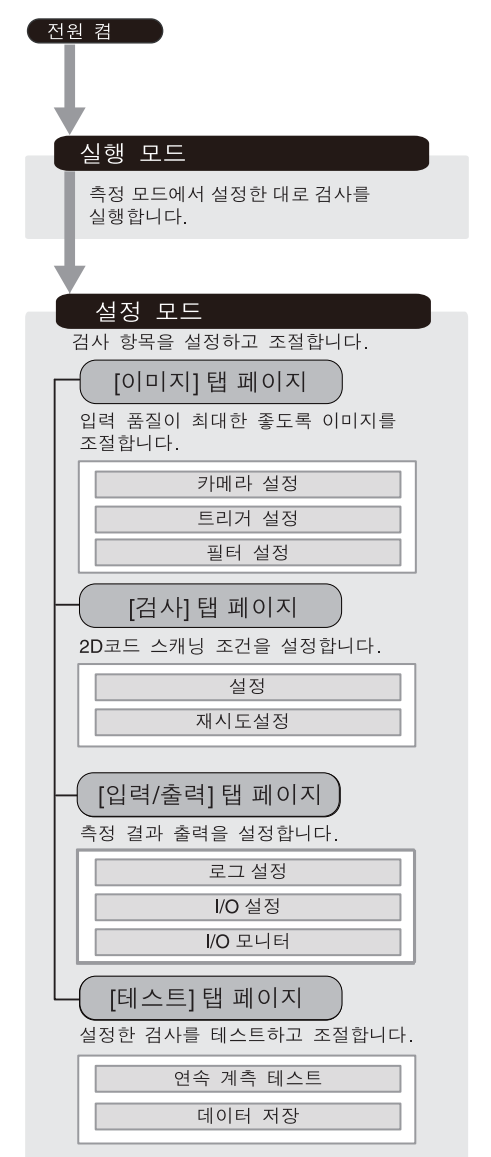 전원 켬
실행 모드
측정 모드에서 설정한 대로 검사를
실행합니다.
설정 모드
검사 항목을 설정하고 조절합니다.
[이미지] 탭 페이지
입력 품질이 최대한 좋도록 이미지를
조절합니다.
카메라 설정
트리거 설정
필터 설정
[검사] 탭 페이지
2D코드 스캐닝 조건을 설정합니다.
설정
재시도설정
[입력/출력] 탭 페이지
측정 결과 출력을 설정합니다.
로그 설정
I/O 설정
I/O 모니터
[테스트] 탭 페이지
설정한 검사를 테스트하고 조절합니다.
연속 계측 테스트
데이터 저장